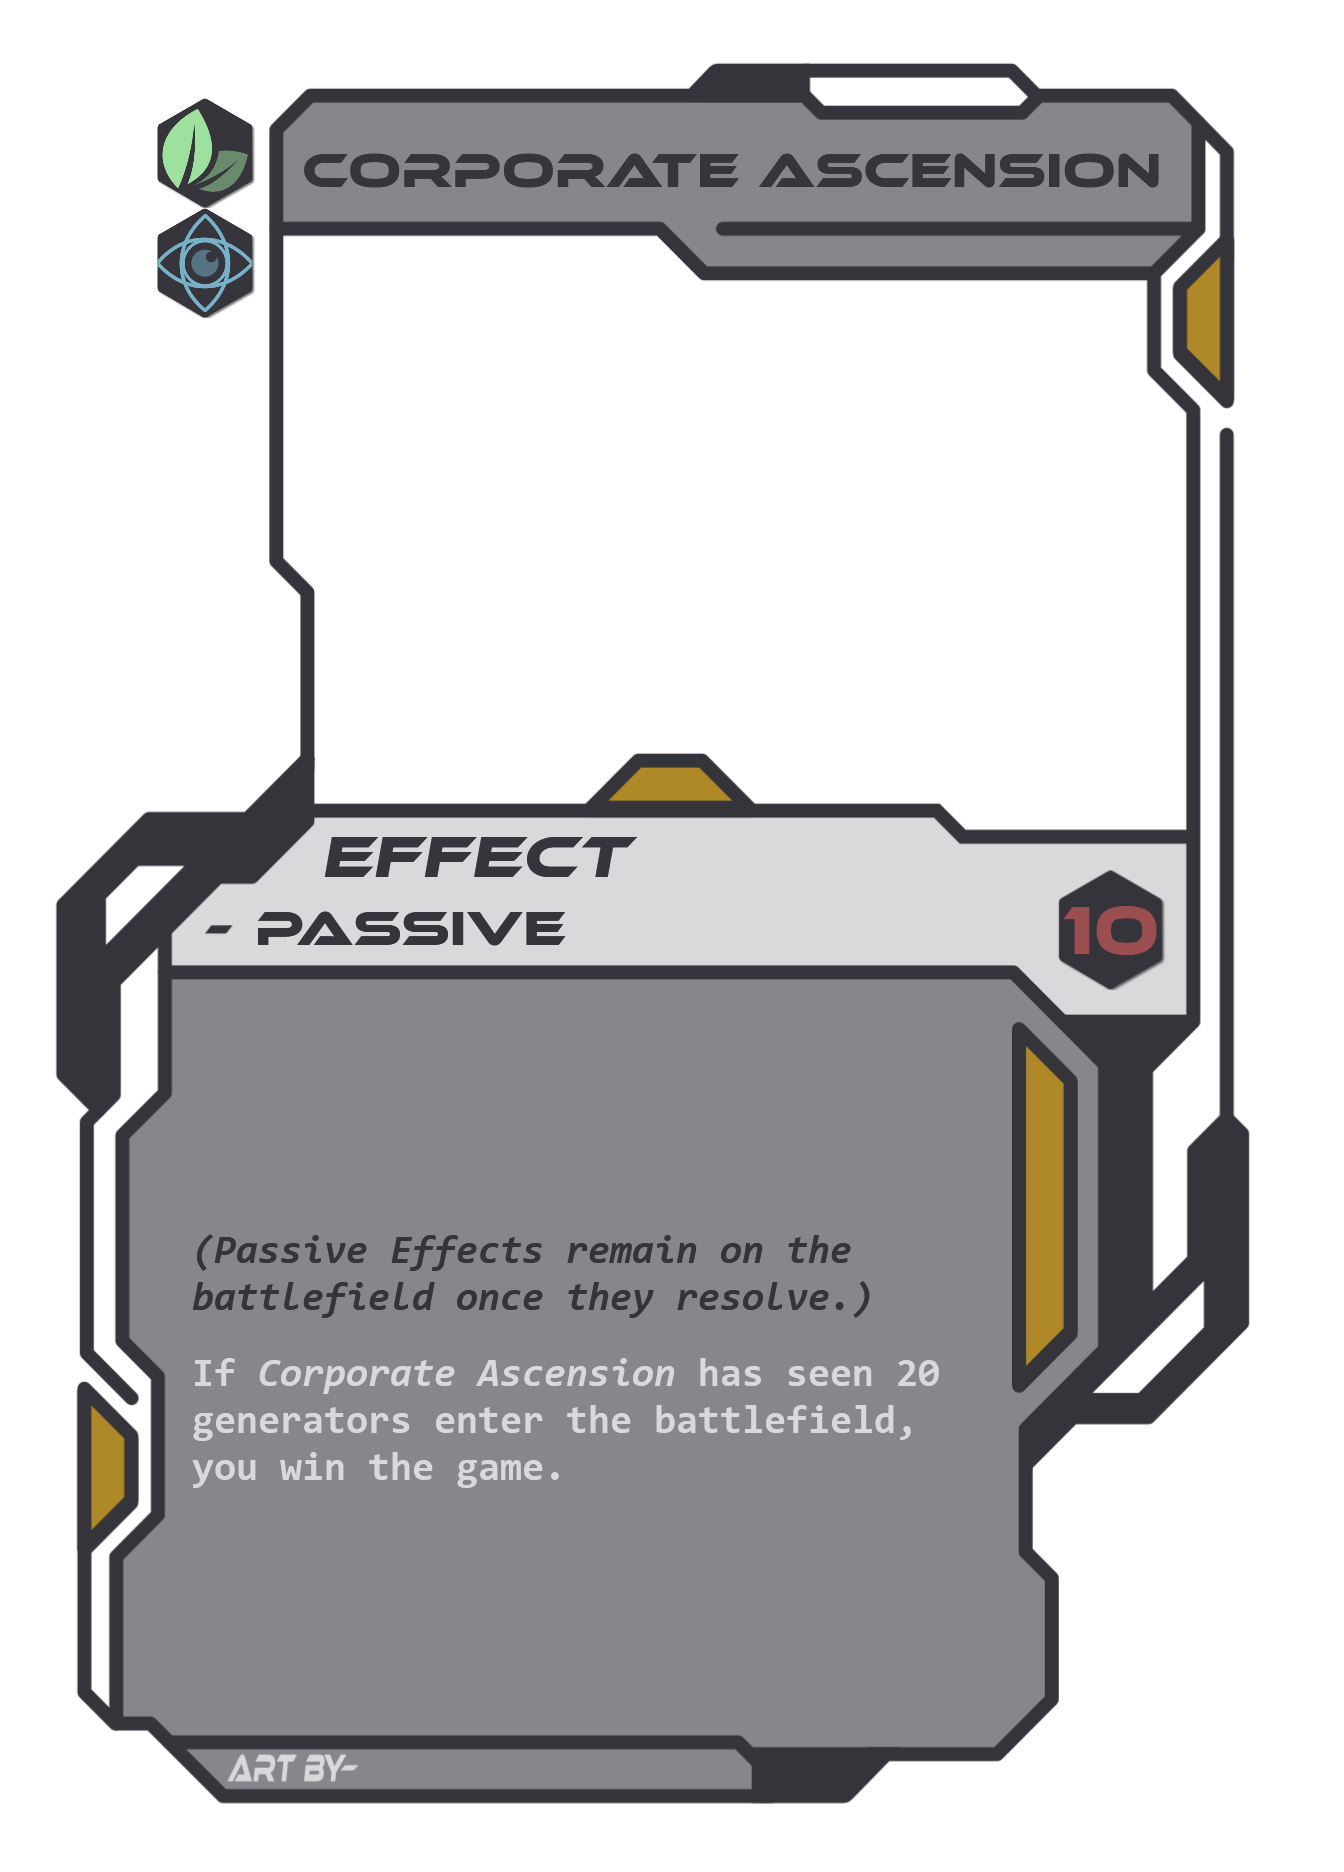 CORPORATE ASCENSION
EFFECT
- PASSIVE
10
(Passive Effects remain on the
battlefield once they resolve.)
If Corporate Ascension has seen 20
generators enter the battlefield,
you win the game.
ART BY-